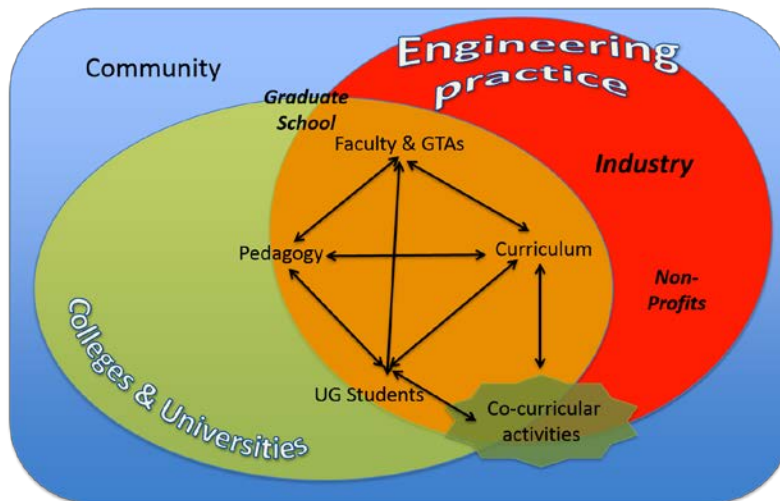 Community
Engineering
practice
Graduate
School
Faculty & GTAs
Industry
Pedagogy
Curriculum
Non-
Profits
Colleges & Universities
UG Students
Co-curricular
activities